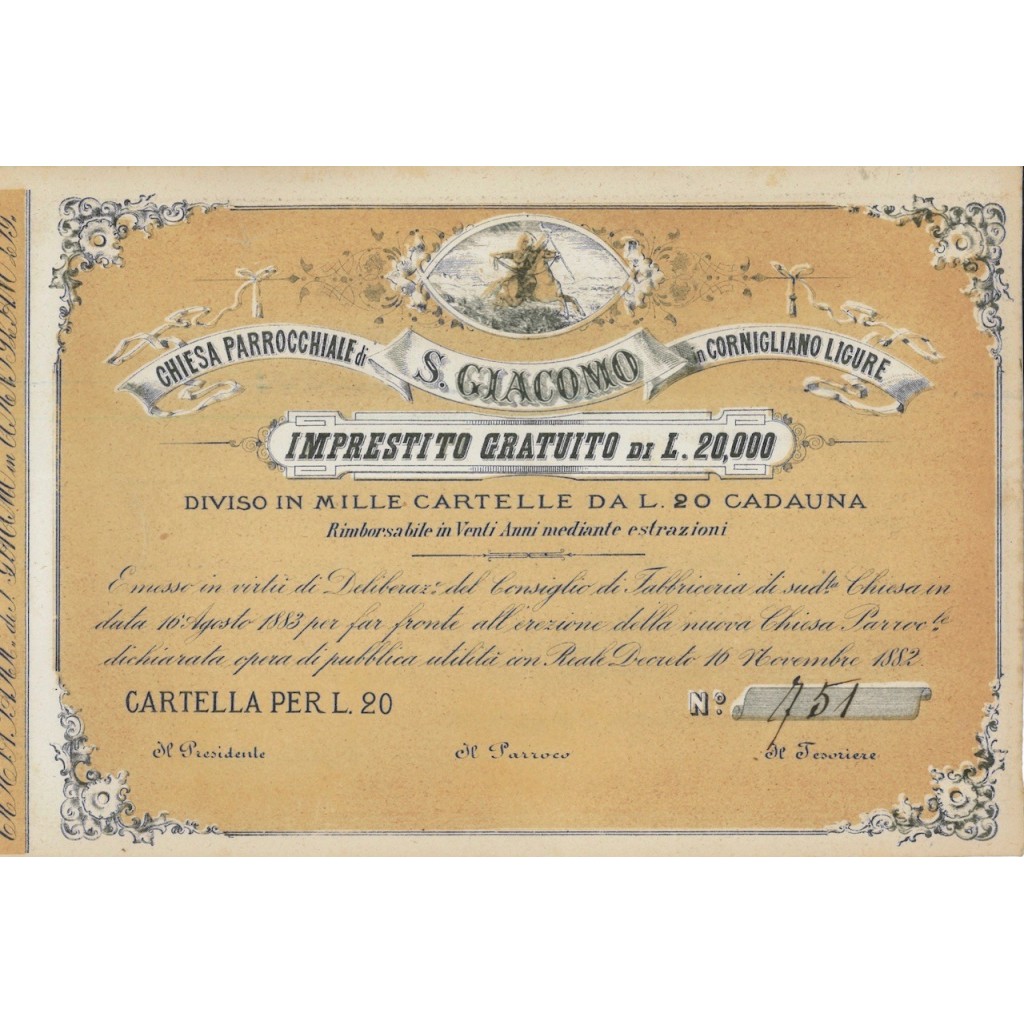 CHIESA PARROCCHIALE di S. GIACOMO in CORNIGLIANO LIGURE
IMPRESTITO GRATUITO DI L. 20,000
DIVISO IN MILLE CARTELLE DA L. 20 CADAUNA
Rimborsabile in Venti Anni mediante estrazioni
Emesso in virtù di Deliberaz.e del Consiglio di Fabbriceria di sud.ta Chiesa in
data 16 Agosto 1883 per far fronte all'erezione della nuova Chiesa Parroc.le
dichiarata opera di pubblica utilità con Reale Decreto 16 Novembre 1882.
CARTELLA PER L. 20
N.o 751
Il Presidente
Il Parroco
Il Tesoriere